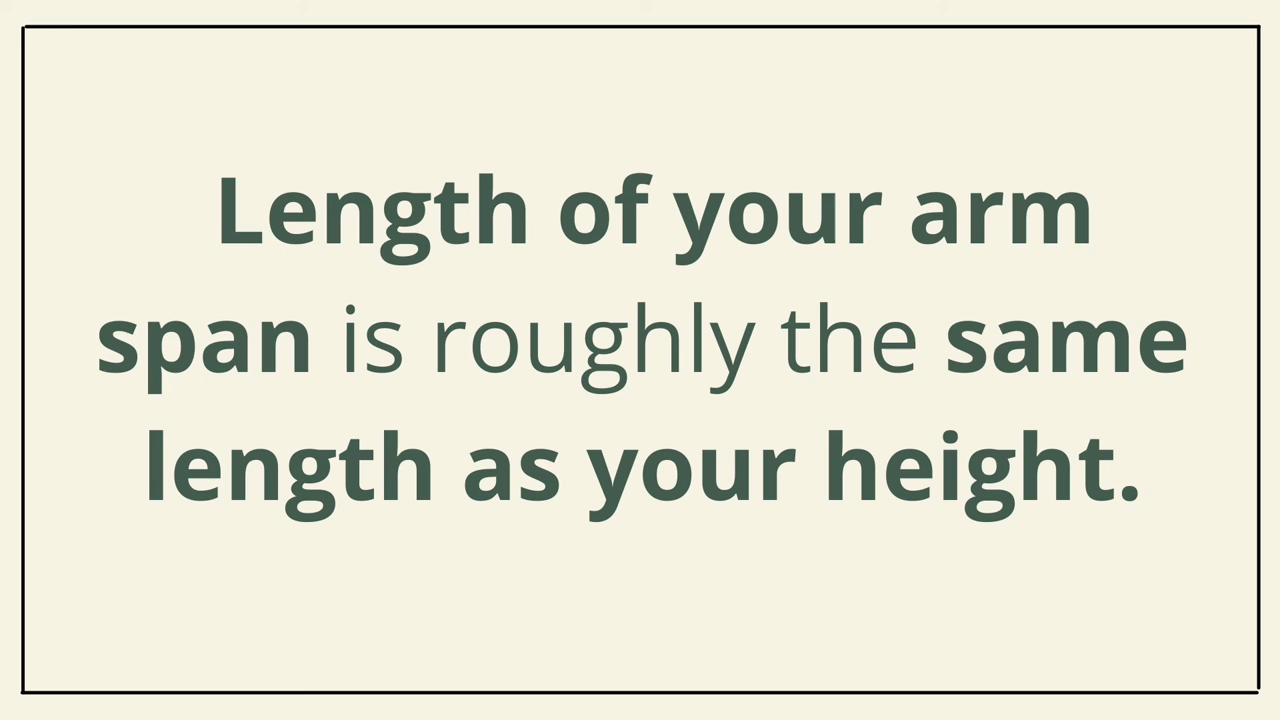 Length of your arm
span is roughly the same
length as your height.